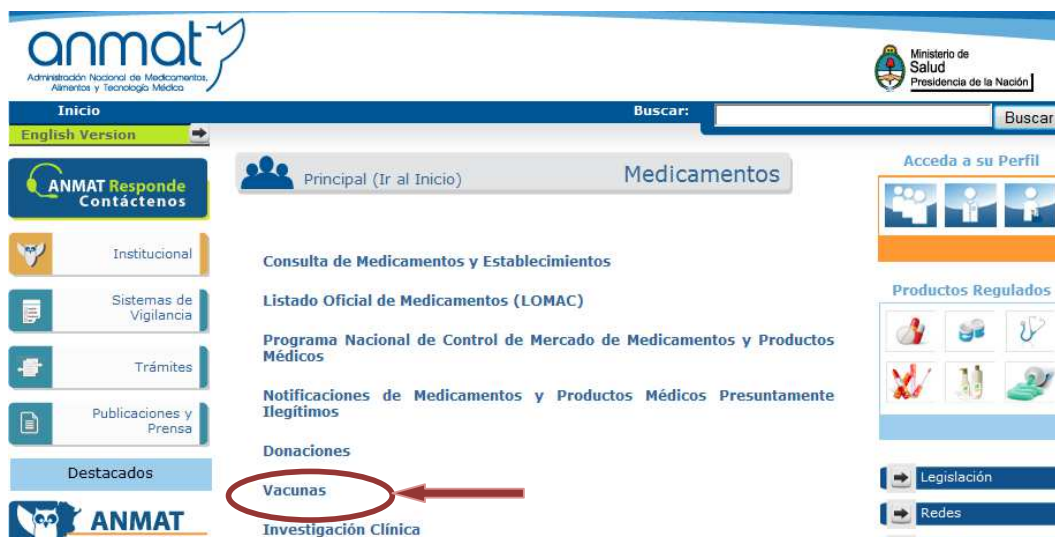 anmat
Administración Nacional de Medicamentos,
Alimentos y Tecnología Médica
Ministerio de
Salud
Presidencia de la Nación
Inicio
Buscar:
Buscar
English Version
ANMAT Responde
Contáctenos
Institucional
Sistemas de
Vigilancia
Trámites
Publicaciones y
Prensa
Destacados
ANMAT
Principal (Ir al Inicio)
Medicamentos
Consulta de Medicamentos y Establecimientos
Listado Oficial de Medicamentos (LOMAC)
Programa Nacional de Control de Mercado de Medicamentos y Productos
Médicos
Notificaciones de Medicamentos y Productos Médicos Presuntamente
Ilegítimos
Donaciones
Vacunas
Investigación Clínica
Acceda a su Perfil
Productos Regulados
Legislación
Redes